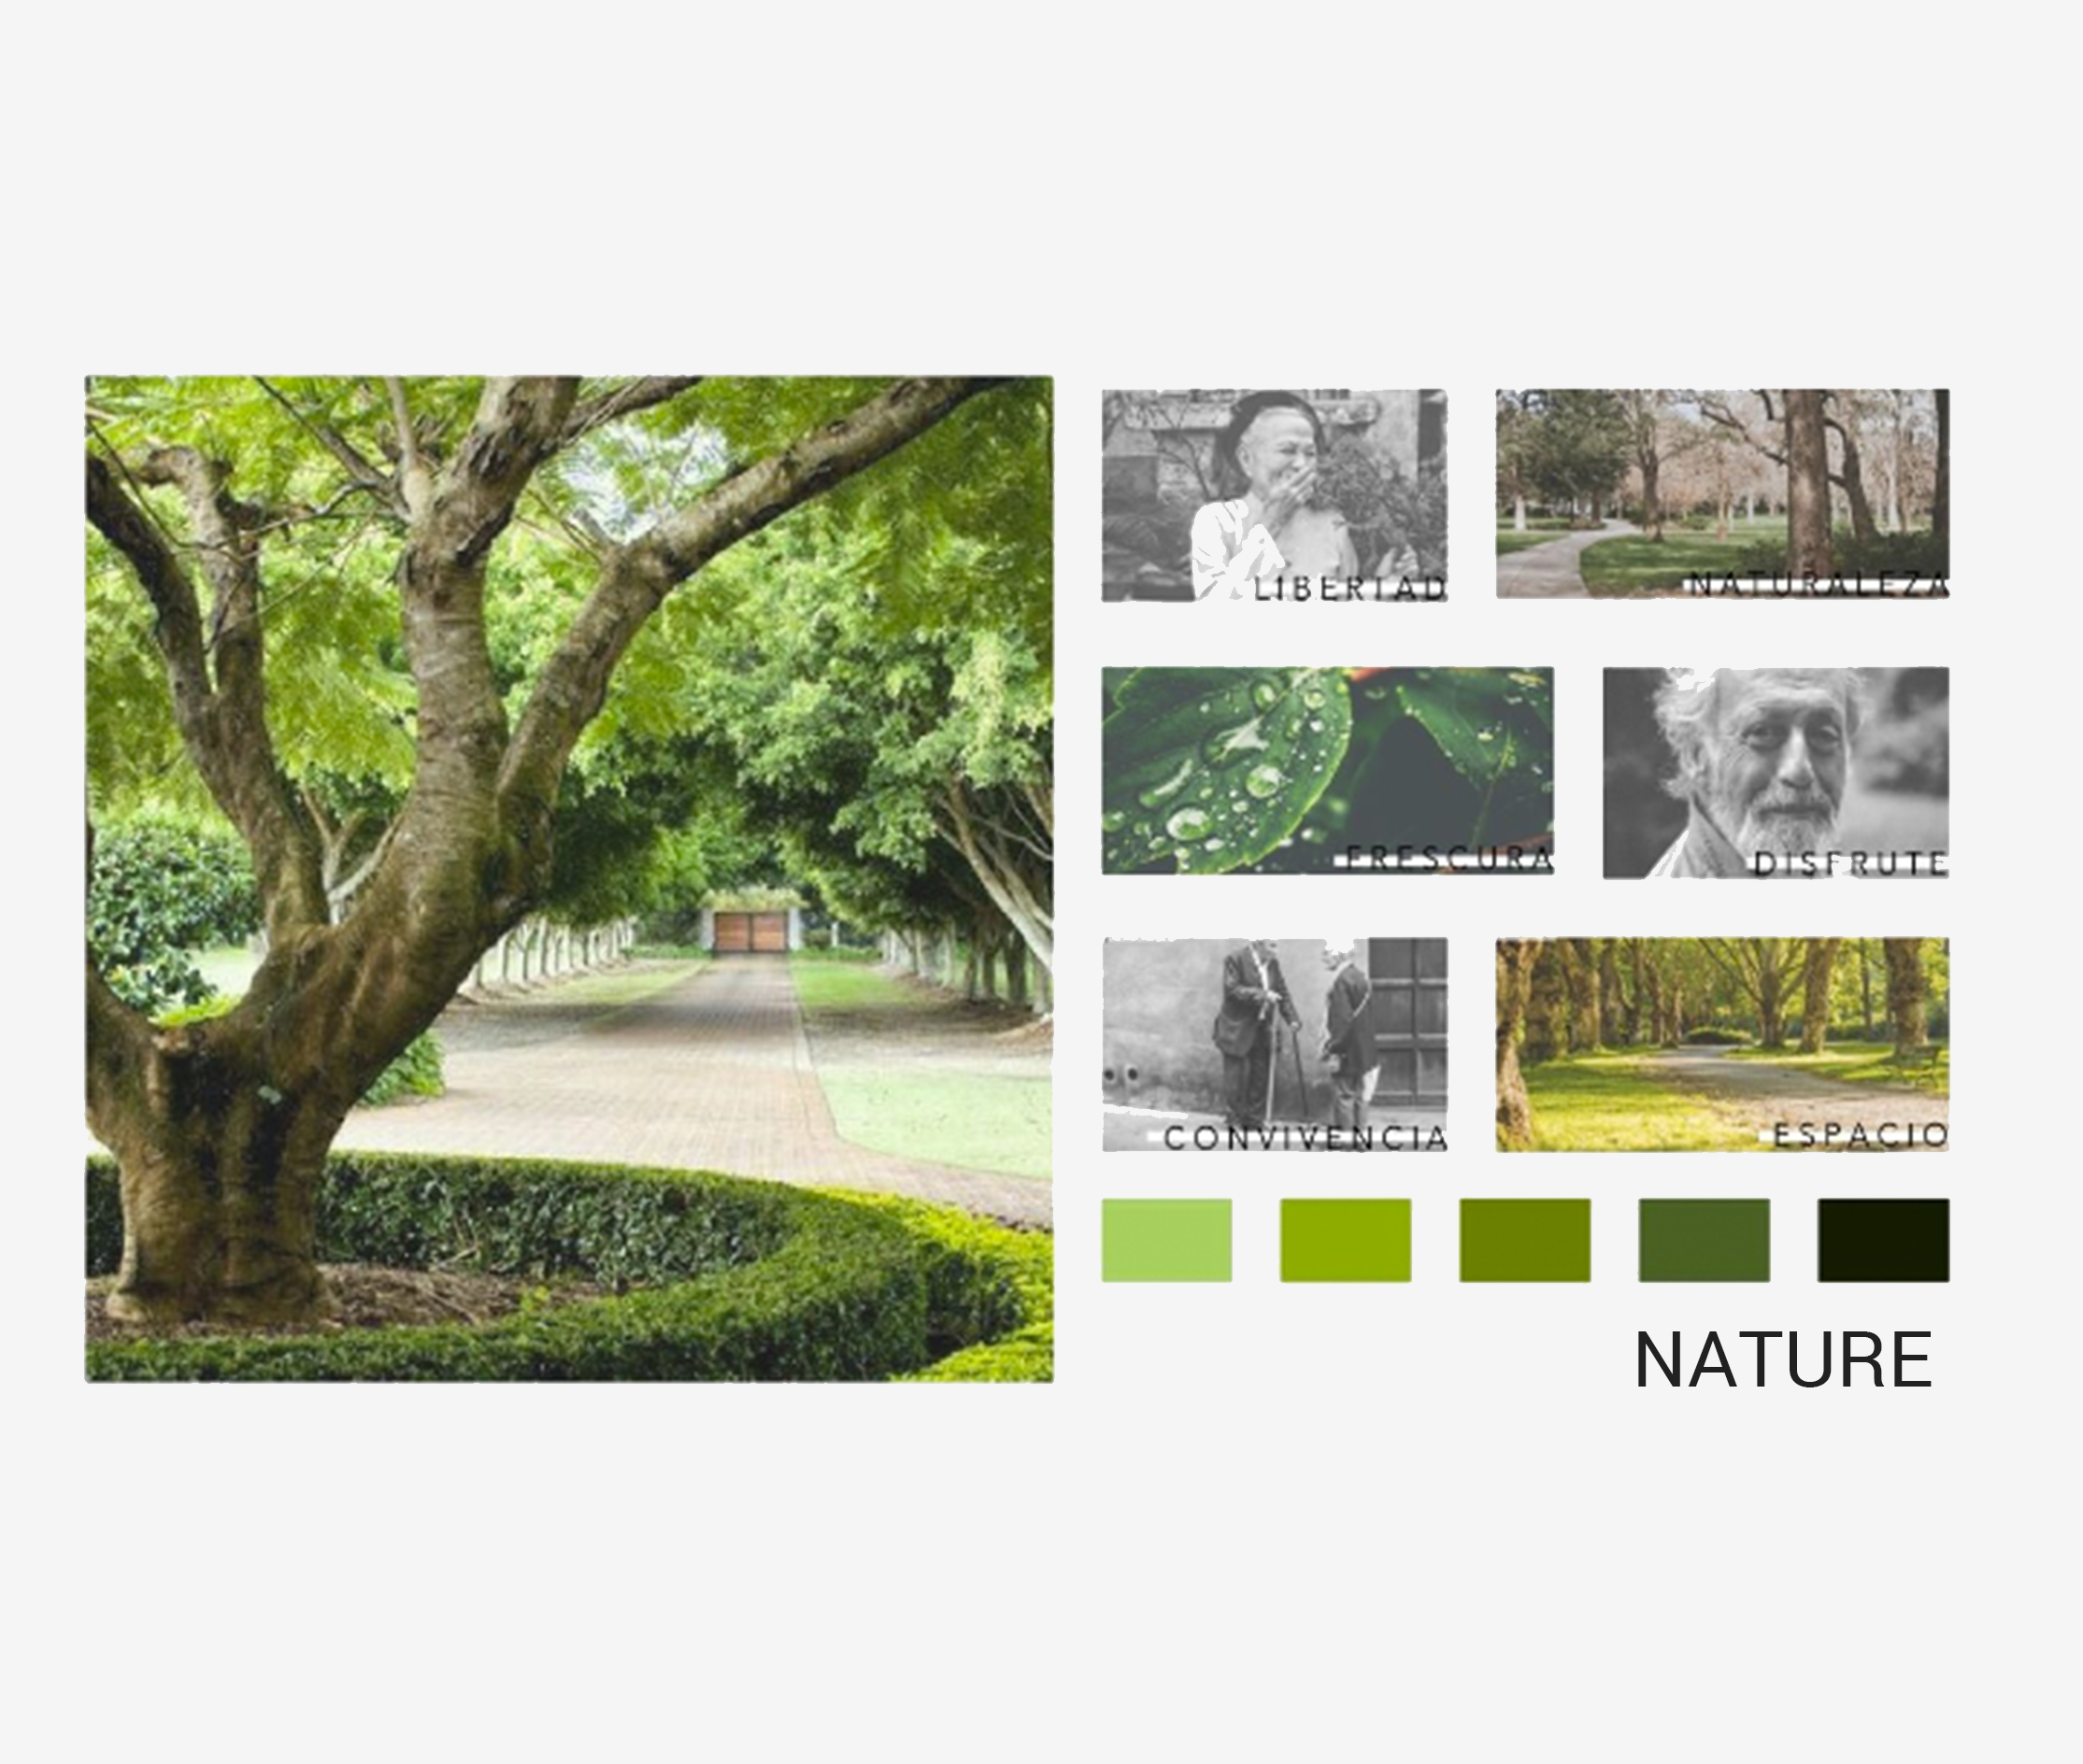 LIBERTAD
NATURALEZA
FRESCURA
DISFRUTE
CONVIVENCIA
ESPACIO
NATURE